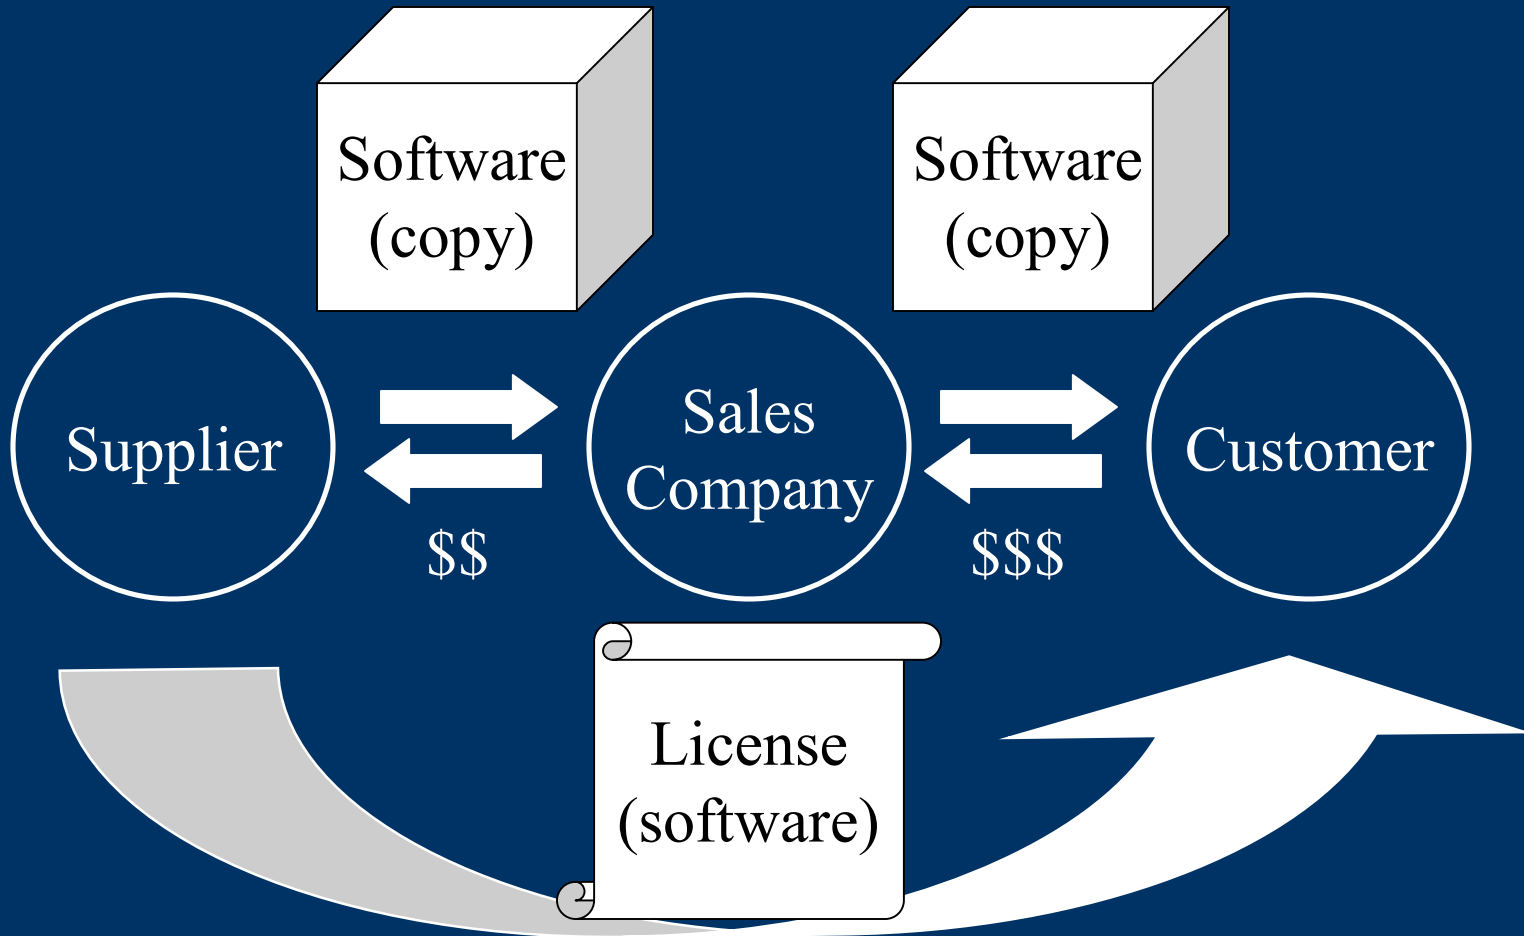 Software
(copy)
Software
(copy)
Supplier
Sales
Company
Customer
$$
$$$
License
(software)